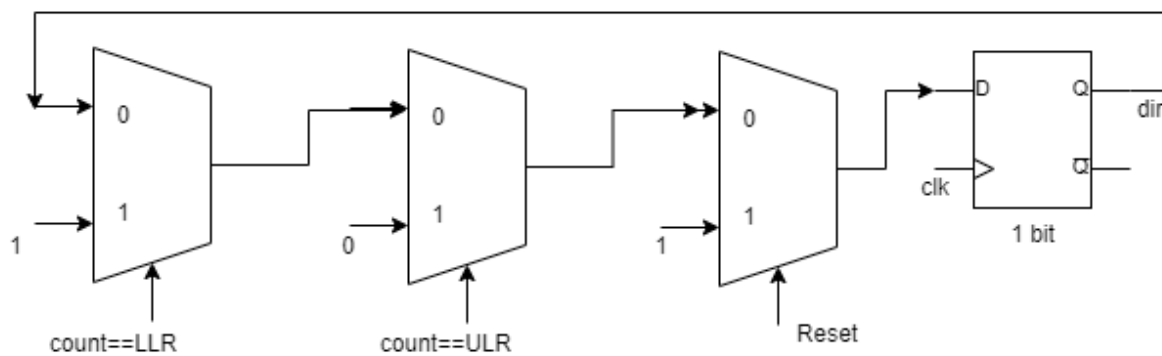 0
1
1
count==LLR
0
1
0
count==ULR
0
1
1
Reset
D
Q
Q̅
clk
1 bit
dir